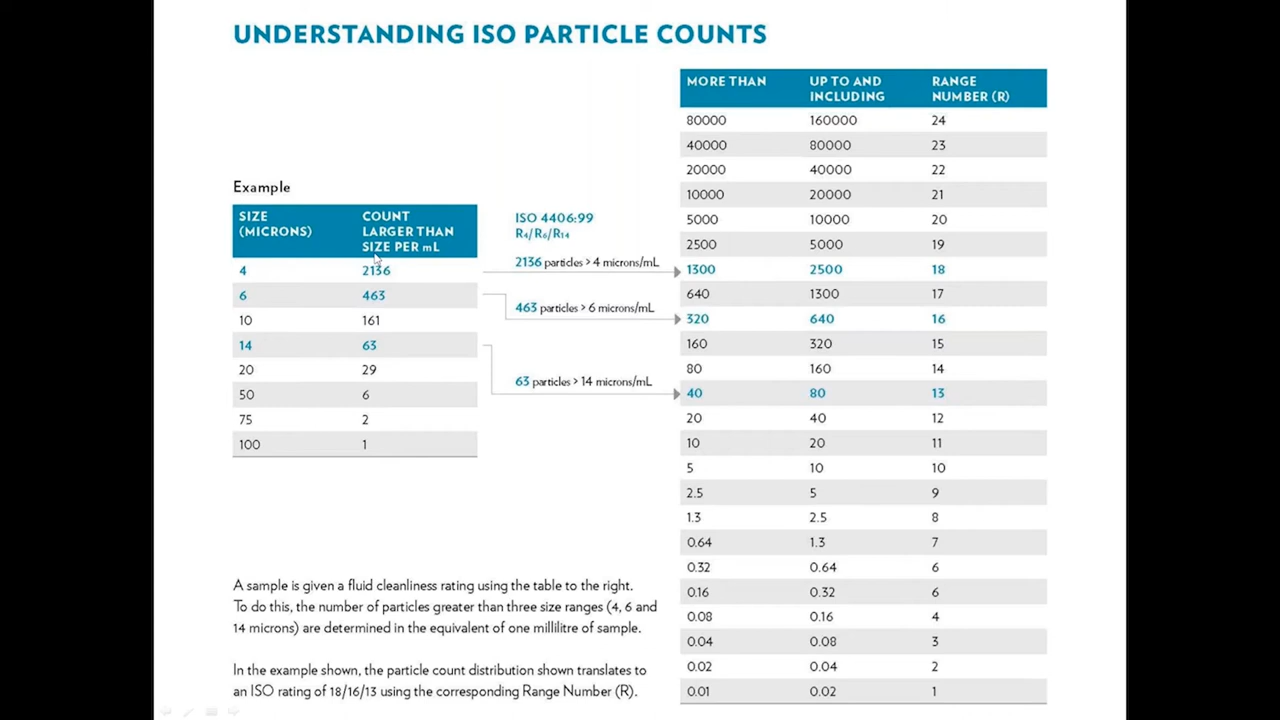 UNDERSTANDING ISO PARTICLE COUNTS
Example
SIZE (MICRONS) COUNT LARGER THAN SIZE PER mL
4 2136
6 463
10 161
14 63
20 29
50 6
75 2
100 1
ISO 4406:99
R4/R6/R14
2136 particles > 4 microns/mL
463 particles > 6 microns/mL
63 particles > 14 microns/mL
MORE THAN UP TO AND INCLUDING RANGE NUMBER (R)
80000 160000 24
40000 80000 23
20000 40000 22
10000 20000 21
5000 10000 20
2500 5000 19
1300 2500 18
640 1300 17
320 640 16
160 320 15
80 160 14
40 80 13
20 40 12
10 20 11
5 10 10
2.5 5 9
1.3 2.5 8
0.64 1.3 7
0.32 0.64 6
0.16 0.32 6
0.08 0.16 4
0.04 0.08 3
0.02 0.04 2
0.01 0.02 1
A sample is given a fluid cleanliness rating using the table to the right.
To do this, the number of particles greater than three size ranges (4, 6 and
14 microns) are determined in the equivalent of one millilitre of sample.
In the example shown, the particle count distribution shown translates to
an ISO rating of 18/16/13 using the corresponding Range Number (R).